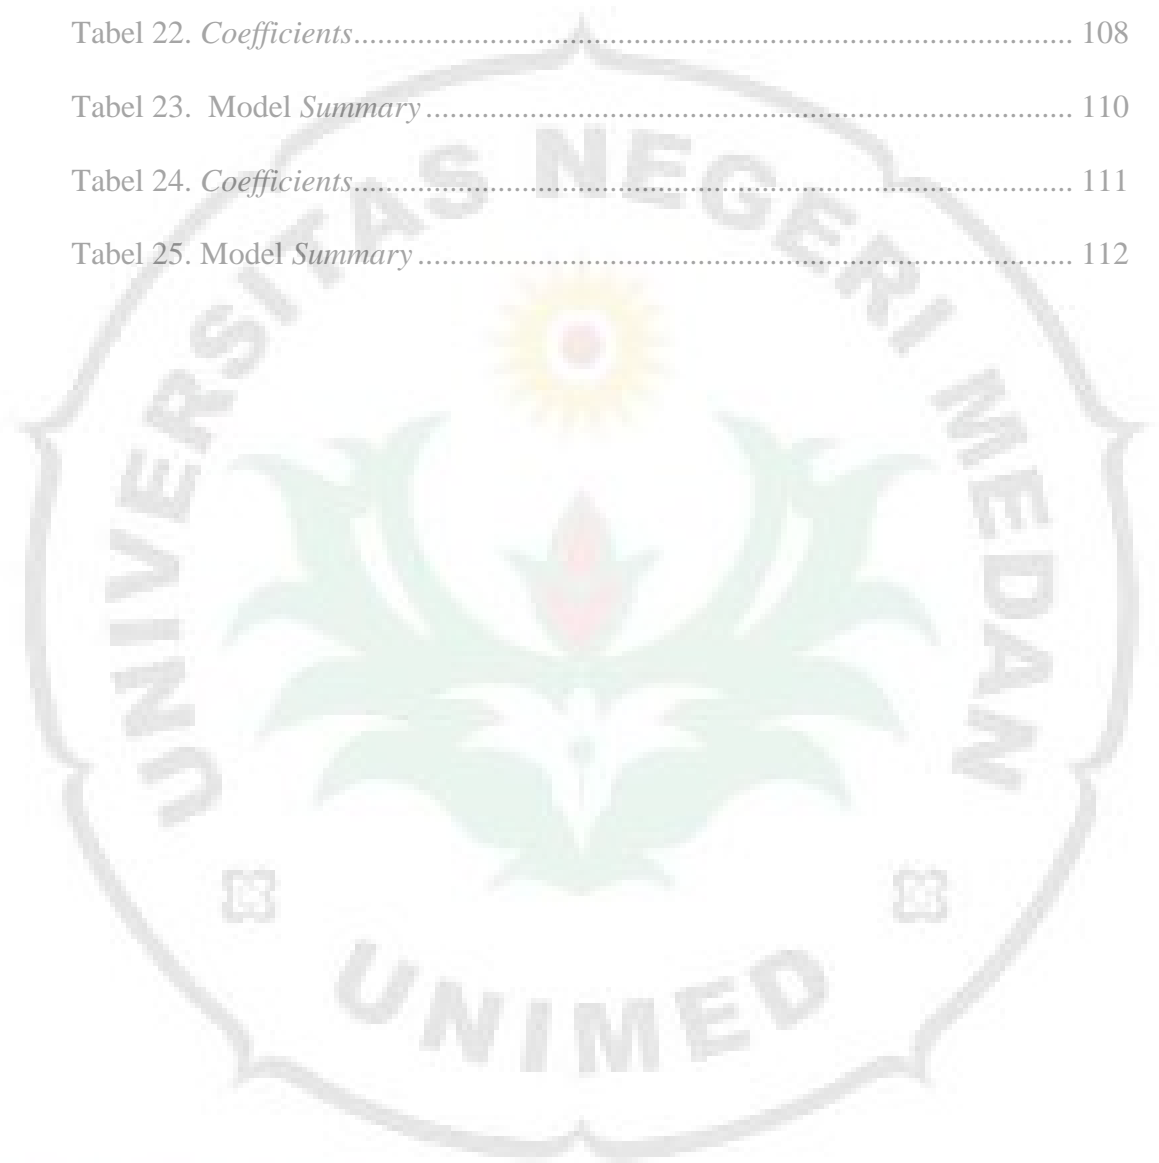 Tabel 22. Coefficients.......................................................................................... 108
Tabel 23.  Model Summary ................................................................................ 110
Tabel 24. Coefficients.......................................................................................... 111
Tabel 25. Model Summary ................................................................................. 112
UNIVERSITAS NEGERI MEDAN
UNIMED